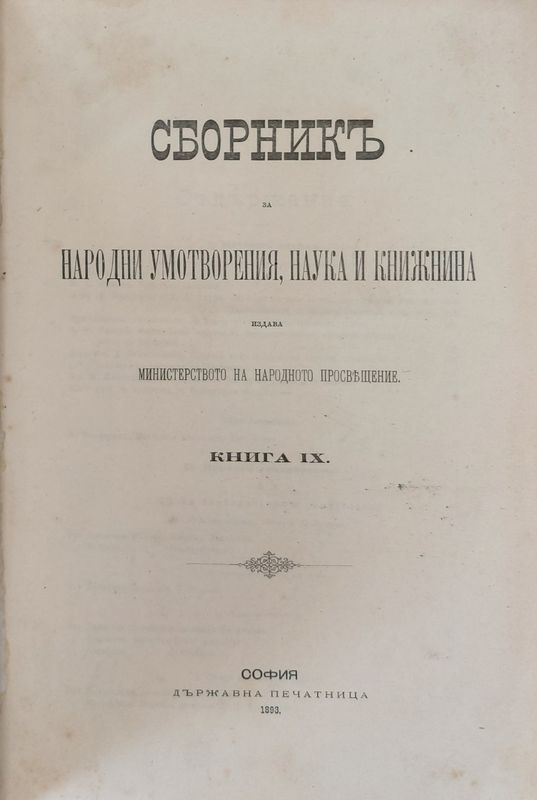 СБОРНИКЪ
ЗА
НАРОДНИ УМОТВОРЕНИЯ, НАУКА И КНИЖНИНА
ИЗДАВА
МИНИСТЕРСТВОТО НА НАРОДНОТО ПРОСВѢЩЕНИЕ.
КНИГА IX.
СОФИЯ
ДЪРЖАВНА ПЕЧАТНИЦА
1893.